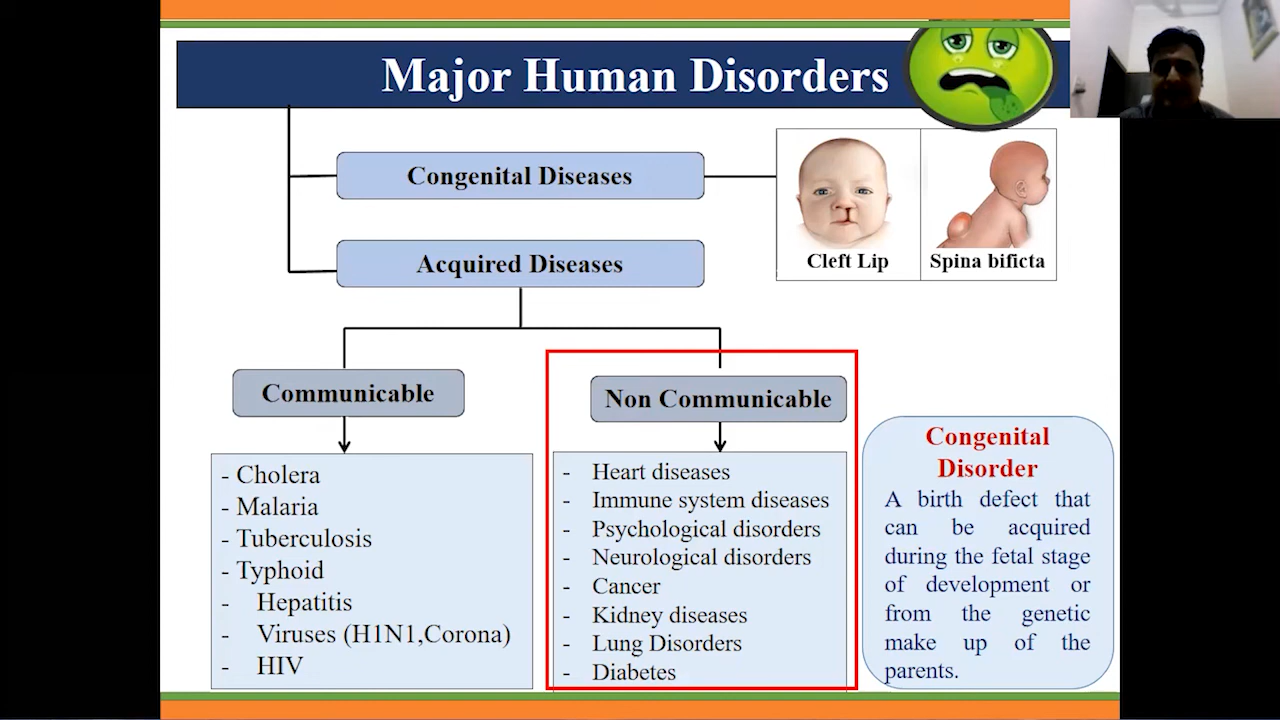 Major Human Disorders
Congenital Diseases
Cleft Lip
Spina bificta
Acquired Diseases
Communicable
- Cholera
- Malaria
- Tuberculosis
- Typhoid
- Hepatitis
- Viruses (H1N1,Corona)
- HIV
Non Communicable
- Heart diseases
- Immune system diseases
- Psychological disorders
- Neurological disorders
- Cancer
- Kidney diseases
- Lung Disorders
- Diabetes
Congenital
Disorder
A birth defect that
can be acquired
during the fetal stage
of development or
from the genetic
make up of the
parents.